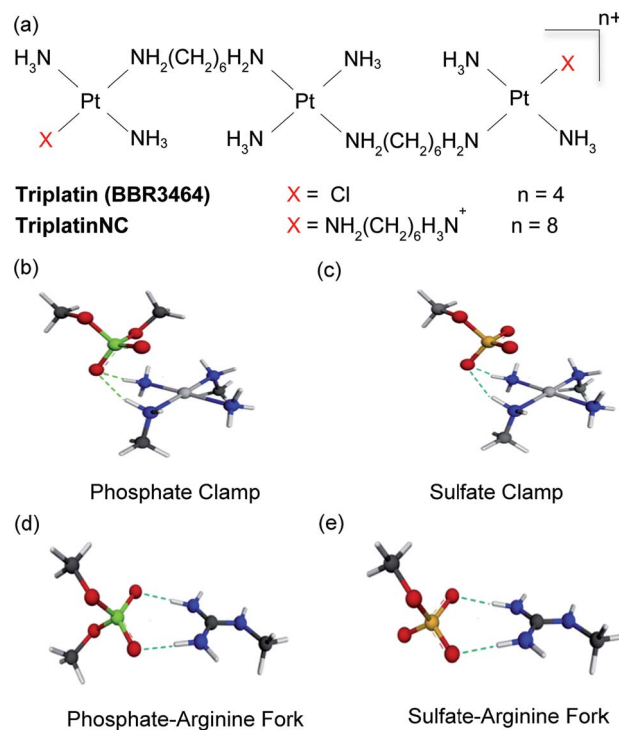 (a)
n+
H₃N NH₂(CH₂)₆H₂N NH₃ H₃N X
Pt Pt Pt
X NH₃ H₃N NH₂(CH₂)₆H₂N NH₃
Triplatin (BBR3464) X = Cl n = 4
TriplatinNC X = NH₂(CH₂)₆H₃N⁺ n = 8
(b) (c)
Phosphate Clamp Sulfate Clamp
(d) (e)
Phosphate-Arginine Fork Sulfate-Arginine Fork